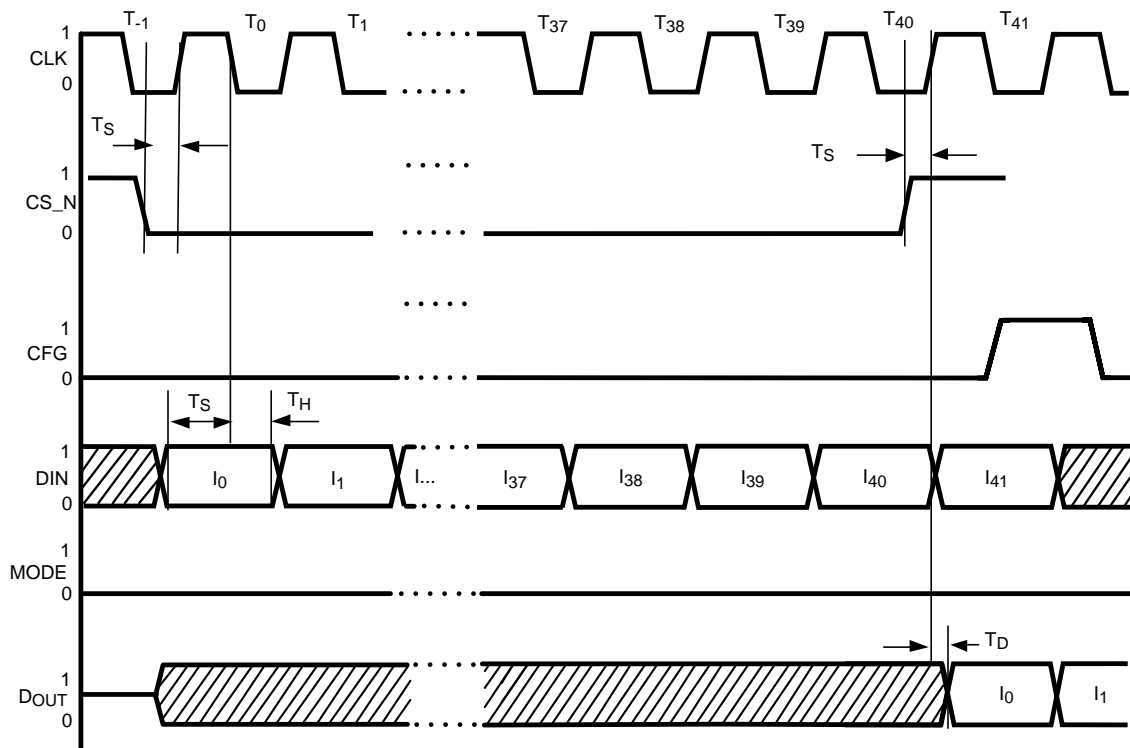 T-1 T0 T1 T37 T38 T39 T40 T41
1
CLK
0
TS TS
1
CS_N
0
1
CFG
0
TS TH
1
DIN I0 I1 I... I37 I38 I39 I40 I41
0
1
MODE
0
TD
1
DOUT I0 I1
0